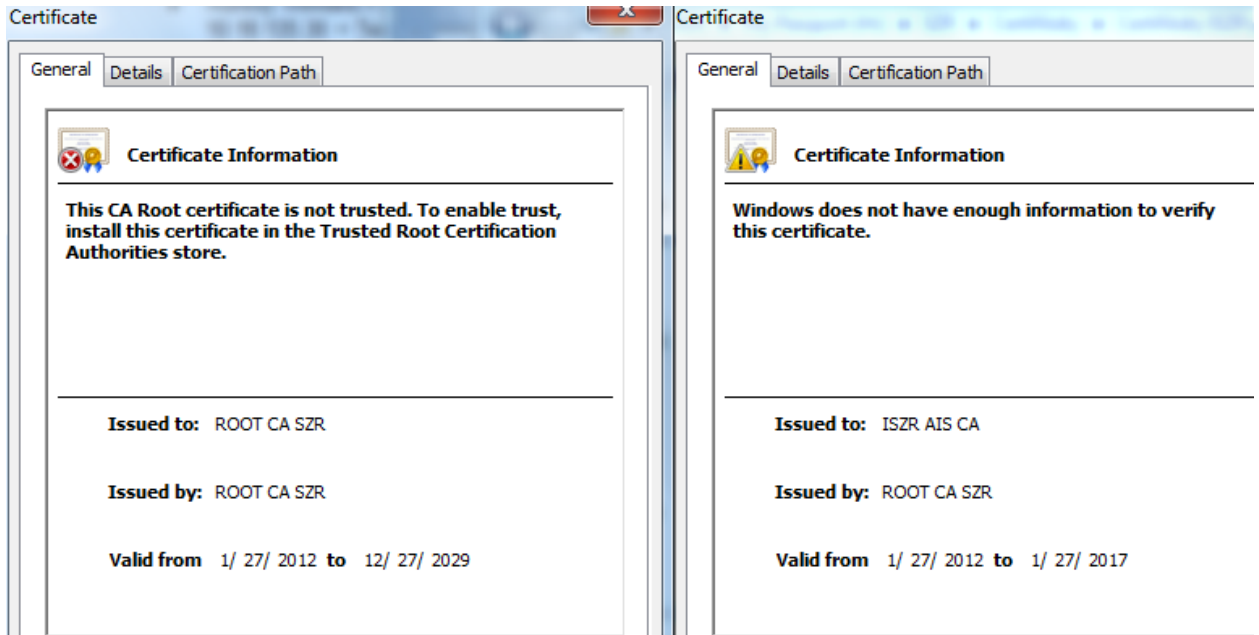 Certificate
General Details Certification Path
Certificate Information
This CA Root certificate is not trusted. To enable trust,
install this certificate in the Trusted Root Certification
Authorities store.
Issued to: ROOT CA SZR
Issued by: ROOT CA SZR
Valid from 1/ 27/ 2012 to 12/ 27/ 2029
Certificate
General Details Certification Path
Certificate Information
Windows does not have enough information to verify
this certificate.
Issued to: ISZR AIS CA
Issued by: ROOT CA SZR
Valid from 1/ 27/ 2012 to 1/ 27/ 2017